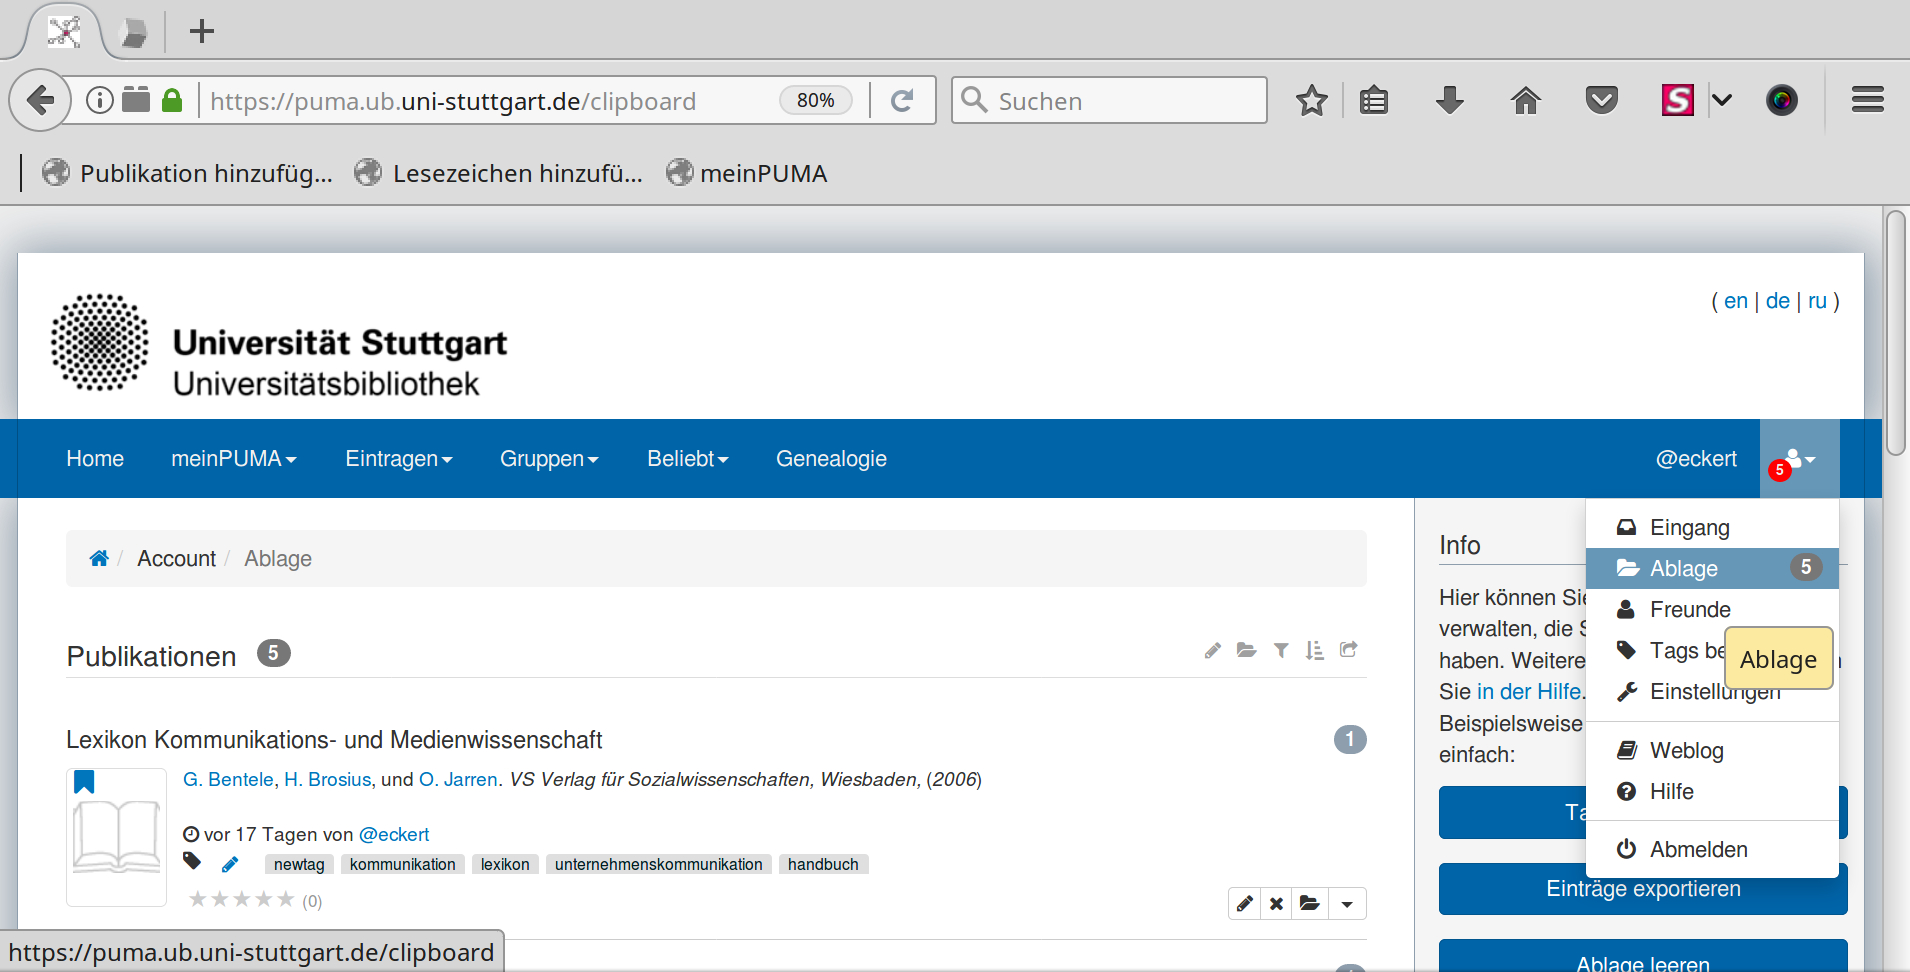 https://puma.ub.uni-stuttgart.de/clipboard
80%
Suchen
Publikation hinzufüg...
Lesezeichen hinzufü...
meinPUMA
( en | de | ru )
Universität Stuttgart
Universitätsbibliothek
Home
meinPUMA
Eintragen
Gruppen
Beliebt
Genealogie
@eckert
5
Account / Ablage
Publikationen 5
Lexikon Kommunikations- und Medienwissenschaft
1
G. Bentele, H. Brosius, und O. Jarren. VS Verlag für Sozialwissenschaften, Wiesbaden, (2006)
vor 17 Tagen von @eckert
newtag kommunikation lexikon unternehmenskommunikation handbuch
(0)
https://puma.ub.uni-stuttgart.de/clipboard
Info
Hier können Sie
verwalten, die S
haben. Weitere
Sie in der Hilfe.
Beispielsweise
einfach:
Ta
Einträge exportieren
Ablage leeren
Eingang
Ablage 5
Freunde
Tags be
Einstellungen
Ablage
Weblog
Hilfe
Abmelden